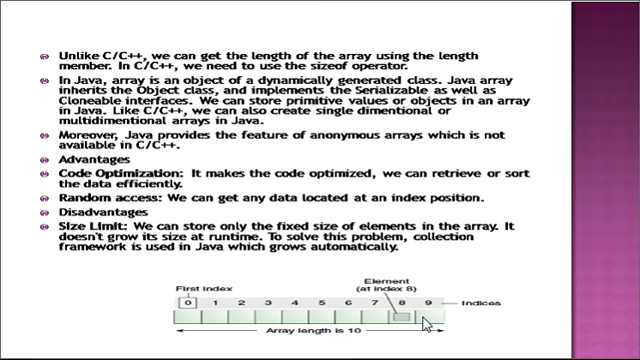 Unlike C/C++, we can get the length of the array using the length
member. In C/C++, we need to use the sizeof operator.
In Java, array is an object of a dynamically generated class. Java array
inherits the Object class, and implements the Serializable as well as
Cloneable interfaces. We can store primitive values or objects in an array
in Java. Like C/C++, we can also create single dimentional or
multidimentional arrays in Java.
Moreover, Java provides the feature of anonymous arrays which is not
available in C/C++.
Advantages
Code Optimization: It makes the code optimized, we can retrieve or sort
the data efficiently.
Random access: We can get any data located at an index position.
Disadvantages
Size Limit: We can store only the fixed size of elements in the array. It
doesn't grow its size at runtime. To solve this problem, collection
framework is used in Java which grows automatically.
Element
First index (at index 8)
0 1 2 3 4 5 6 7 8 9 Indices
Array length is 10